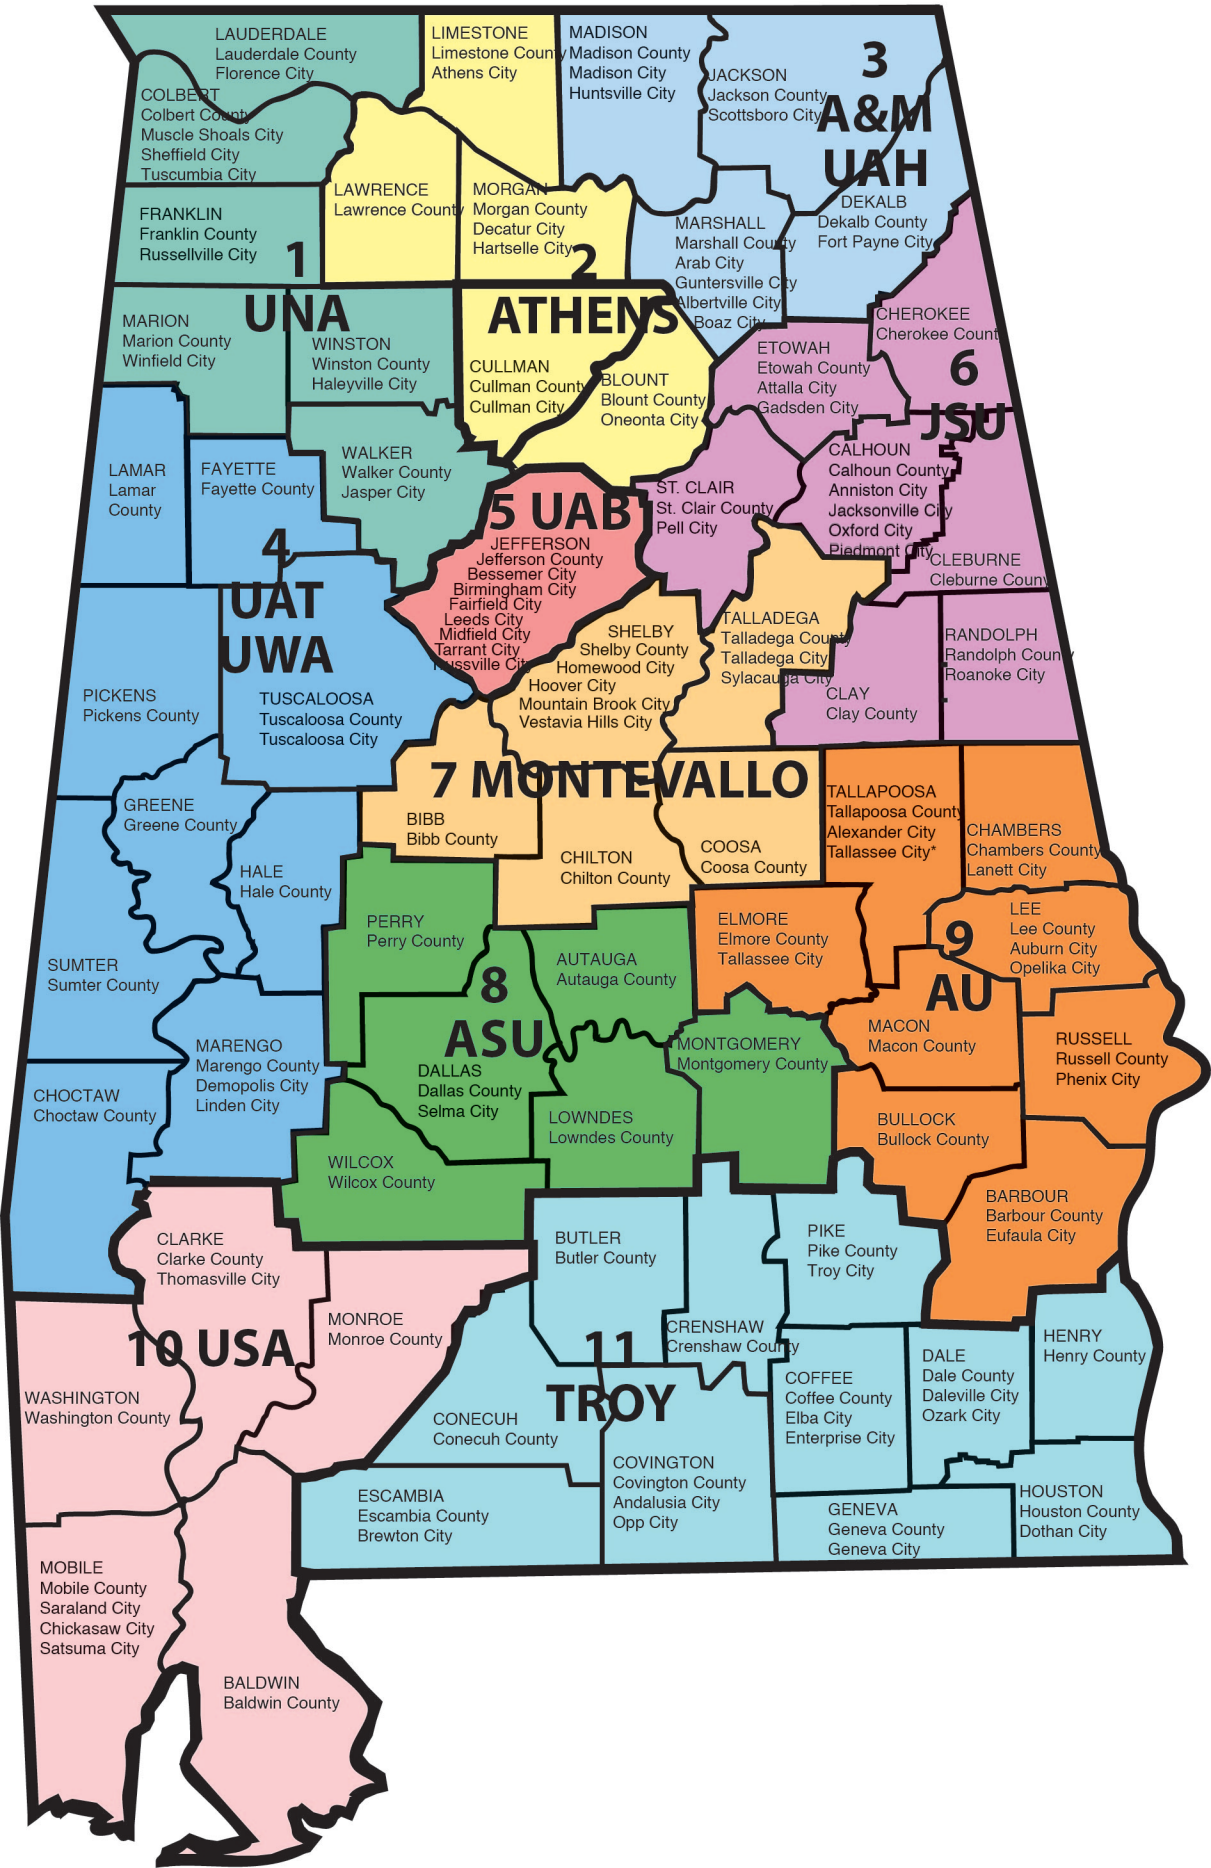 LAUDERDALE
Lauderdale County
Florence City
COLBERT
Colbert County
Muscle Shoals City
Sheffield City
Tuscumbia City
FRANKLIN
Franklin County
Russellville City
1
UNA
MARION
Marion County
Winfield City
WINSTON
Winston County
Haleyville City
WALKER
Walker County
Jasper City
LIMESTONE
Limestone County
Athens City
LAWRENCE
Lawrence County
MORGAN
Morgan County
Decatur City
Hartselle City
2
ATHENS
CULLMAN
Cullman County
Cullman City
BLOUNT
Blount County
Oneonta City
MADISON
Madison County
Madison City
Huntsville City
JACKSON
Jackson County
Scottsboro City
3
A&M
UAH
DEKALB
Dekalb County
Fort Payne City
MARSHALL
Marshall County
Arab City
Guntersville City
Albertville City
Boaz City
LAMAR
Lamar
County
FAYETTE
Fayette County
4
UAT
UWA
PICKENS
Pickens County
TUSCALOOSA
Tuscaloosa County
Tuscaloosa City
GREENE
Greene County
HALE
Hale County
SUMTER
Sumter County
MARENGO
Marengo County
Demopolis City
Linden City
CHOCTAW
Choctaw County
5 UAB
JEFFERSON
Jefferson County
Bessemer City
Birmingham City
Fairfield City
Leeds City
Midfield City
Tarrant City
CHEROKEE
Cherokee Count
ETOWAH
Etowah County
Attalla City
Gadsden City
6
JSU
CALHOUN
Calhoun County
Anniston City
Jacksonville City
Oxford City
Piedmont City
ST. CLAIR
St. Clair County
Pell City
CLEBURNE
Cleburne Coun
CLAY
Clay County
RANDOLPH
Randolph County
Roanoke City
SHELBY
Shelby County
Homewood City
Hoover City
Mountain Brook City
Vestavia Hills City
TALLADEGA
Talladega County
Talladega City
Sylacauga City
7 MONTEVALLO
BIBB
Bibb County
CHILTON
Chilton County
COOSA
Coosa County
PERRY
Perry County
AUTAUGA
Autauga County
8
ASU
DALLAS
Dallas County
Selma City
MONTGOMERY
Montgomery County
LOWNDES
Lowndes County
WILCOX
Wilcox County
TALLAPOOSA
Tallapoosa County
Alexander City
Tallassee City*
CHAMBERS
Chambers County
Lanett City
ELMORE
Elmore County
Tallassee City
LEE
Lee County
Auburn City
Opelika City
9
AU
MACON
Macon County
RUSSELL
Russell County
Phenix City
BULLOCK
Bullock County
BARBOUR
Barbour County
Eufaula City
CLARKE
Clarke County
Thomasville City
MONROE
Monroe County
10 USA
WASHINGTON
Washington County
MOBILE
Mobile County
Saraland City
Chickasaw City
Satsuma City
BALDWIN
Baldwin County
BUTLER
Butler County
CRENSHAW
Crenshaw County
PIKE
Pike County
Troy City
11
TROY
CONECUH
Conecuh County
ESCAMBIA
Escambia County
Brewton City
COVINGTON
Covington County
Andalusia City
Opp City
COFFEE
Coffee County
Elba City
Enterprise City
DALE
Dale County
Daleville City
Ozark City
HENRY
Henry County
GENEVA
Geneva County
Geneva City
HOUSTON
Houston County
Dothan City